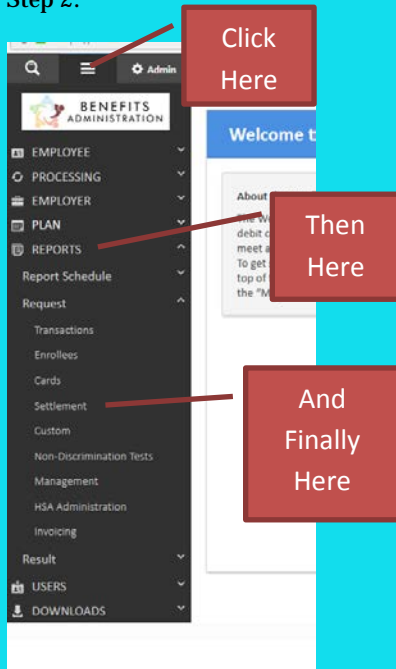 Step 2:
Click
Here
Admin
BENEFITS
ADMINISTRATION
Welcome t
EMPLOYEE
PROCESSING
EMPLOYER
PLAN
REPORTS
Report Schedule
Request
Transactions
Enrollees
Cards
Settlement
Custom
Non-Discrimination Tests
Management
HSA Administration
Invoicing
Result
USERS
DOWNLOADS
About
debit c
meet a
To get
top of
the "M
Then
Here
And
Finally
Here